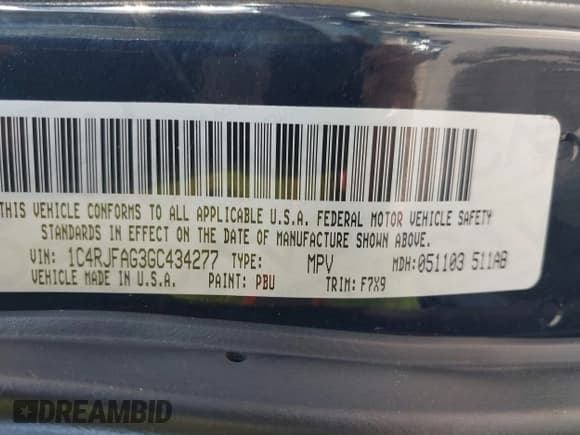 THIS VEHICLE CONFORMS TO ALL APPLICABLE U.S.A. FEDERAL MOTOR VEHICLE SAFETY
STANDARDS IN EFFECT ON THE DATE OF MANUFACTURE SHOWN ABOVE.
VIN: 1C4RJFAG3GC434277 TYPE: MPV MDH:051103 511AB
VEHICLE MADE IN U.S.A. PAINT: PBU TRIM: F7X9
DREAMBID